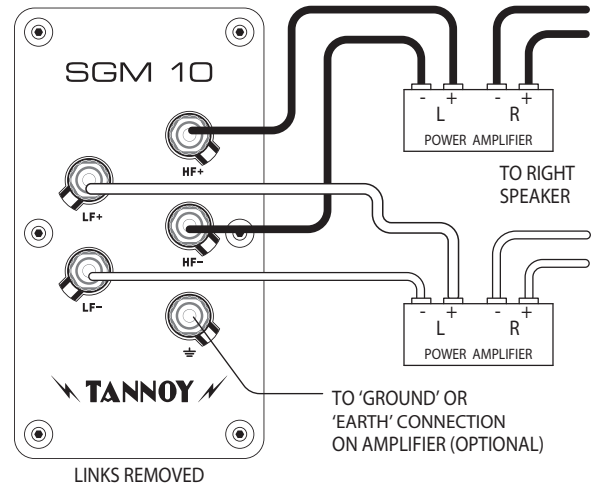 SGM 10
HF+
LF+
HF-
LF-
TANNOY
LINKS REMOVED
- + - +
L R
POWER AMPLIFIER
TO RIGHT
SPEAKER
- + - +
L R
POWER AMPLIFIER
TO ‘GROUND’ OR
‘EARTH’ CONNECTION
ON AMPLIFIER (OPTIONAL)